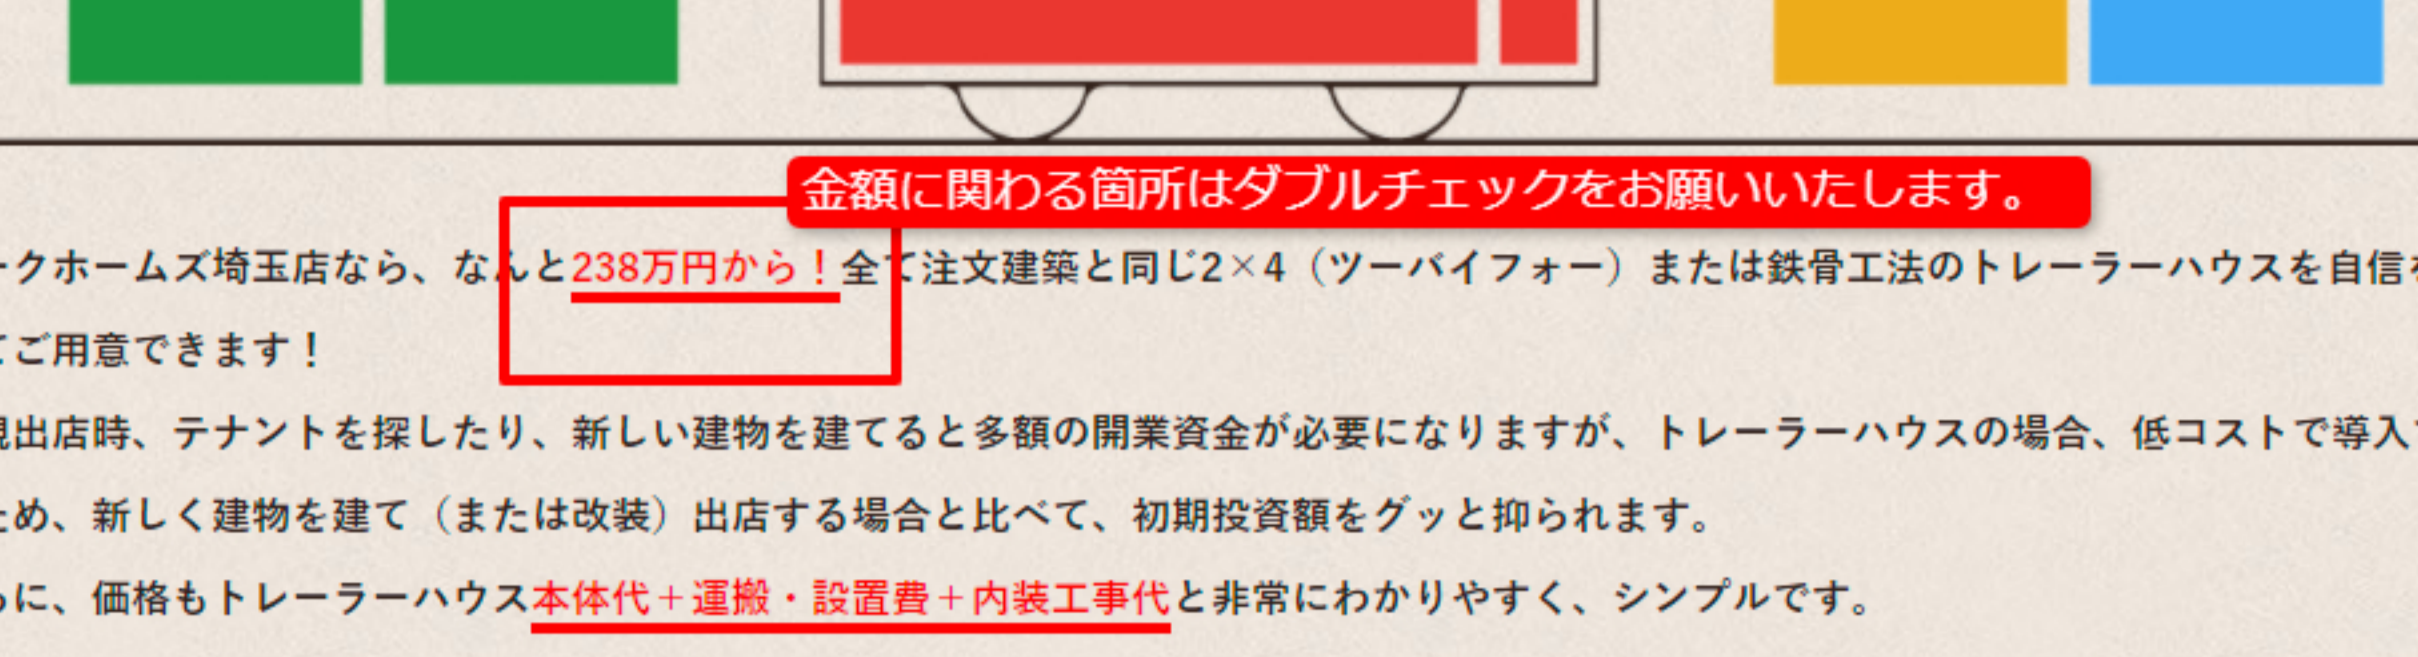 金額に関わる箇所はダブルチェックをお願いいたします。
ークホームズ埼玉店なら、なんと238万円から！全て注文建築と同じ2×4（ツーバイフォー）または鉄骨工法のトレーラーハウスを自信を
てご用意できます！
規出店時、テナントを探したり、新しい建物を建てると多額の開業資金が必要になりますが、トレーラーハウスの場合、低コストで導入
ため、新しく建物を建て（または改装）出店する場合と比べて、初期投資額をグッと抑られます。
らに、価格もトレーラーハウス本体代＋運搬・設置費＋内装工事代と非常にわかりやすく、シンプルです。